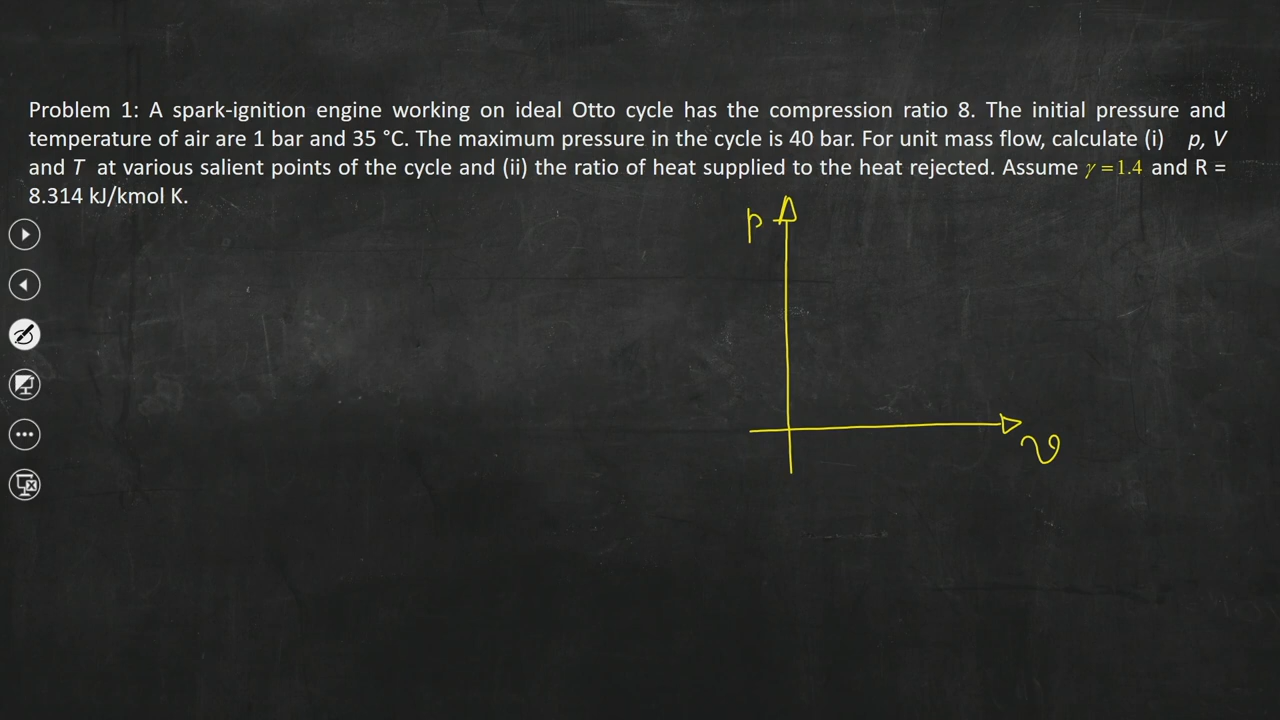 Problem 1: A spark-ignition engine working on ideal Otto cycle has the compression ratio 8. The initial pressure and
temperature of air are 1 bar and 35 °C. The maximum pressure in the cycle is 40 bar. For unit mass flow, calculate (i) p, V
and T at various salient points of the cycle and (ii) the ratio of heat supplied to the heat rejected. Assume γ = 1.4 and R =
8.314 kJ/kmol K.
p
v